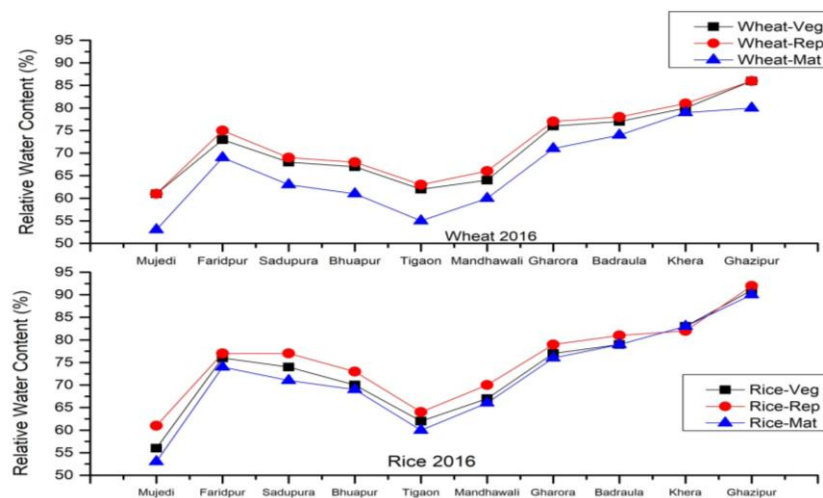 Wheat-Veg
Wheat-Rep
Wheat-Mat
Relative Water Content (%)
95
90
85
80
75
70
65
60
55
50
Wheat 2016
Mujedi Faridpur Sadupura Bhuapur Tigaon Mandhawali Gharora Badraula Khera Ghazipur
Relative Water Content (%)
95
90
85
80
75
70
65
60
55
50
Rice-Veg
Rice-Rep
Rice-Mat
Rice 2016
Mujedi Faridpur Sadupura Bhuapur Tigaon Mandhawali Gharora Badraula Khera Ghazipur